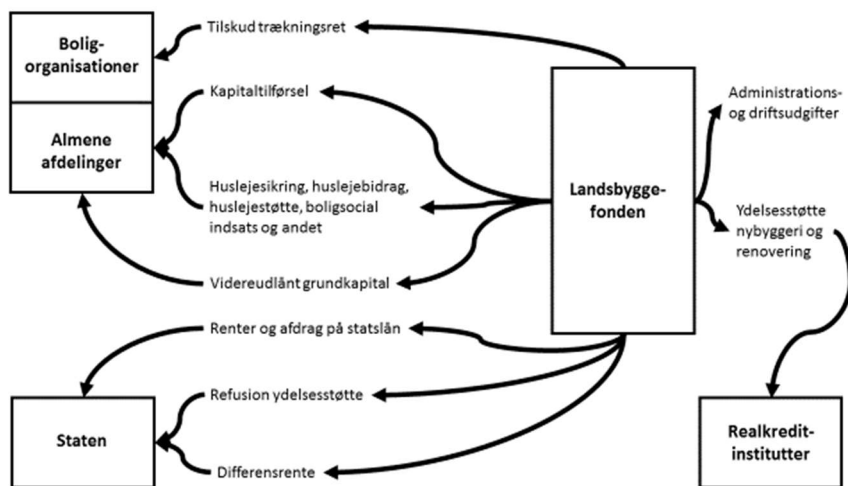 Bolig-
organisationer
Tilskud trækningsret
Almene
afdelinger
Kapitaltilførsel
Huslejesikring, huslejebidrag,
huslejestøtte, boligsocial
indsats og andet
Videreudlånt grundkapital
Landsbygge-
fonden
Administrations-
og driftsudgifter
Ydelsesstøtte
nybyggeri og
renovering
Renter og afdrag på statslån
Staten
Refusion ydelsesstøtte
Differensrente
Realkredit-
institutter